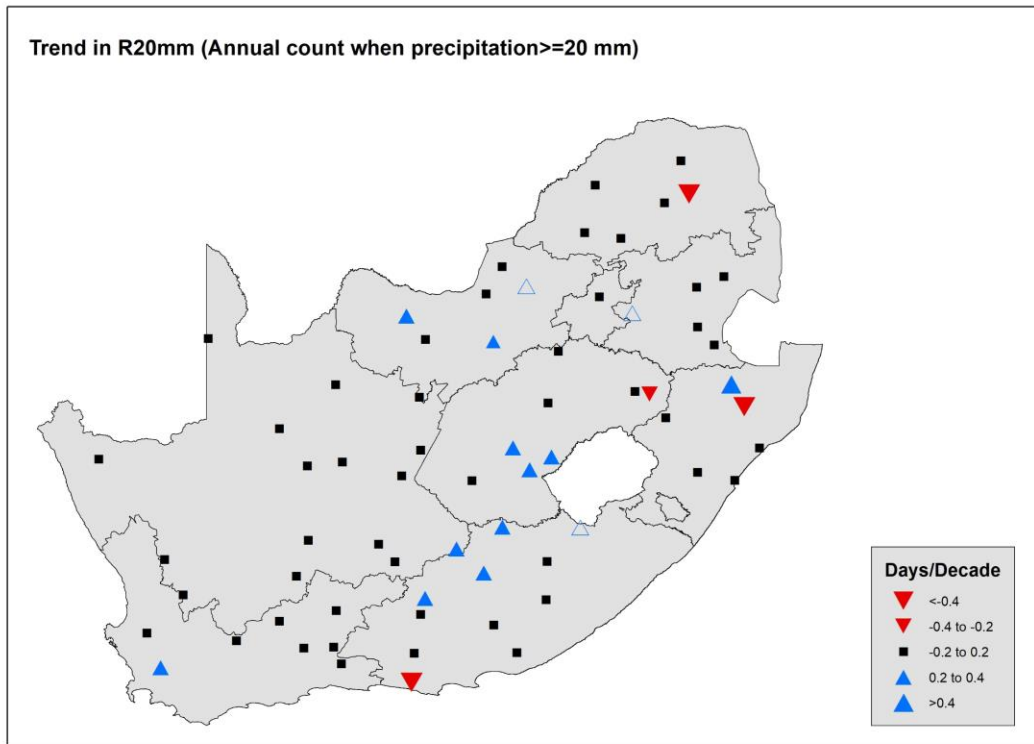 Trend in R20mm (Annual count when precipitation>=20 mm)
Days/Decade
<-0.4
-0.4 to -0.2
-0.2 to 0.2
0.2 to 0.4
>0.4